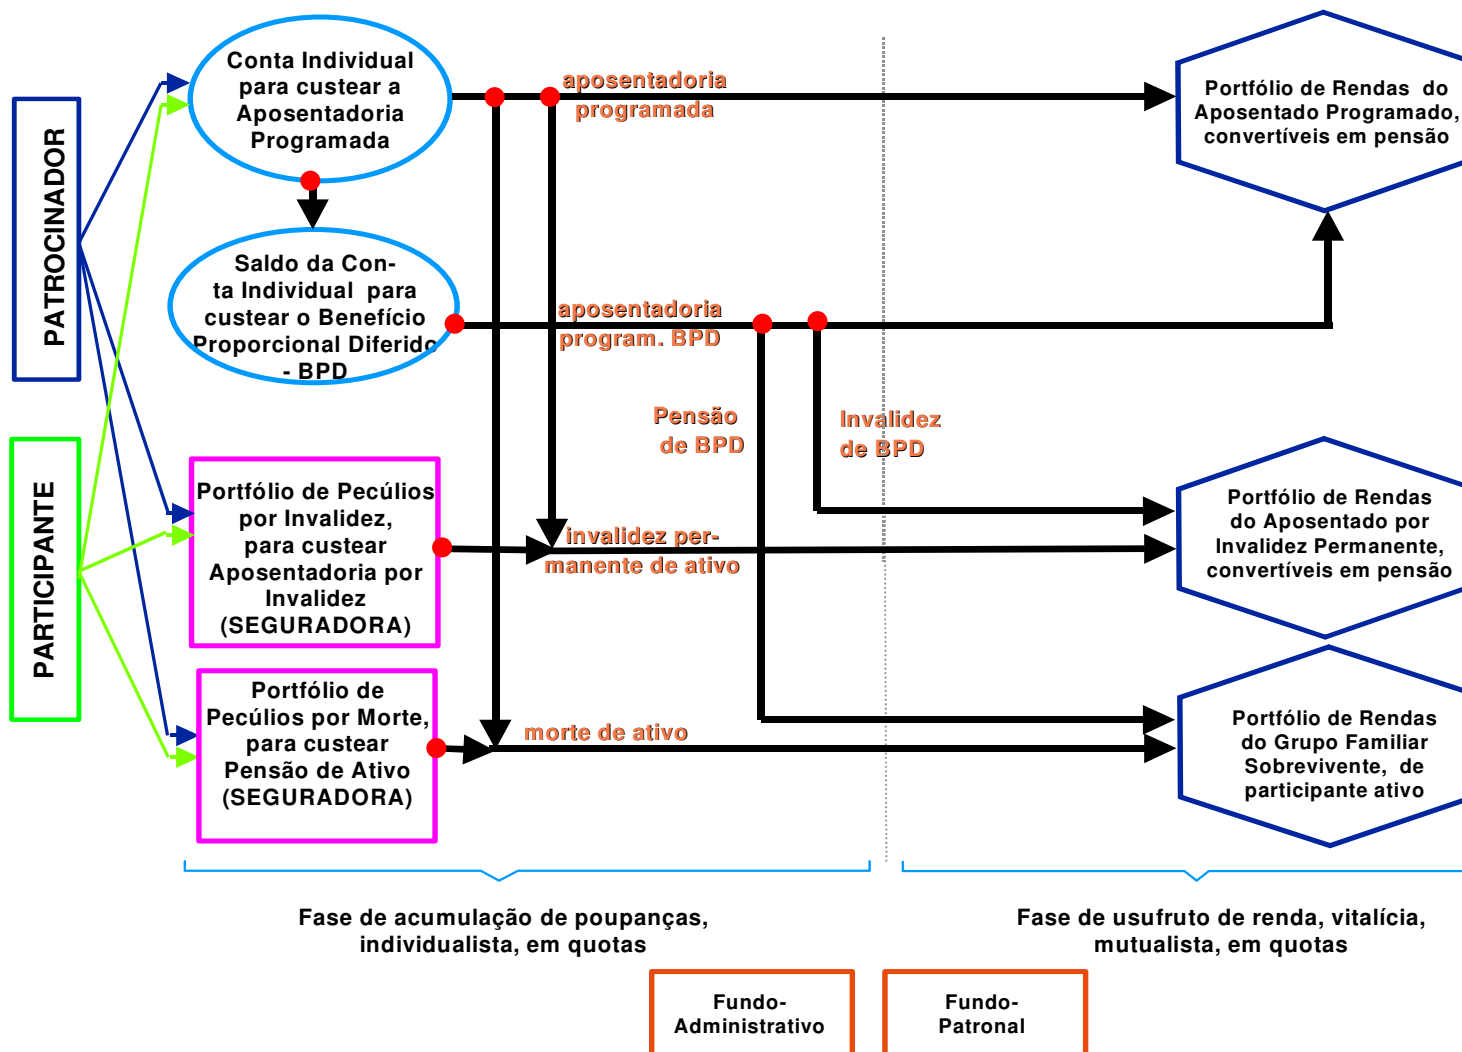 PATROCINADOR
PARTICIPANTE
Conta Individual
para custear a
Aposentadoria
Programada
Saldo da Con-
ta Individual para
custear o Benefício
Proporcional Diferido
- BPD
Portfólio de Pecúlios
por Invalidez,
para custear
Aposentadoria por
Invalidez
(SEGURADORA)
Portfólio de
Pecúlios por Morte,
para custear
Pensão de Ativo
(SEGURADORA)
aposentadoria
programada
aposentadoria
program. BPD
Pensão
de BPD
Invalidez
de BPD
invalidez per-
manente de ativo
morte de ativo
Portfólio de Rendas do
Aposentado Programado,
convertíveis em pensão
Portfólio de Rendas
do Aposentado por
Invalidez Permanente,
convertíveis em pensão
Portfólio de Rendas
do Grupo Familiar
Sobrevivente, de
participante ativo
Fase de acumulação de poupanças,
individualista, em quotas
Fase de usufruto de renda, vitalícia,
mutualista, em quotas
Fundo-
Administrativo
Fundo-
Patronal